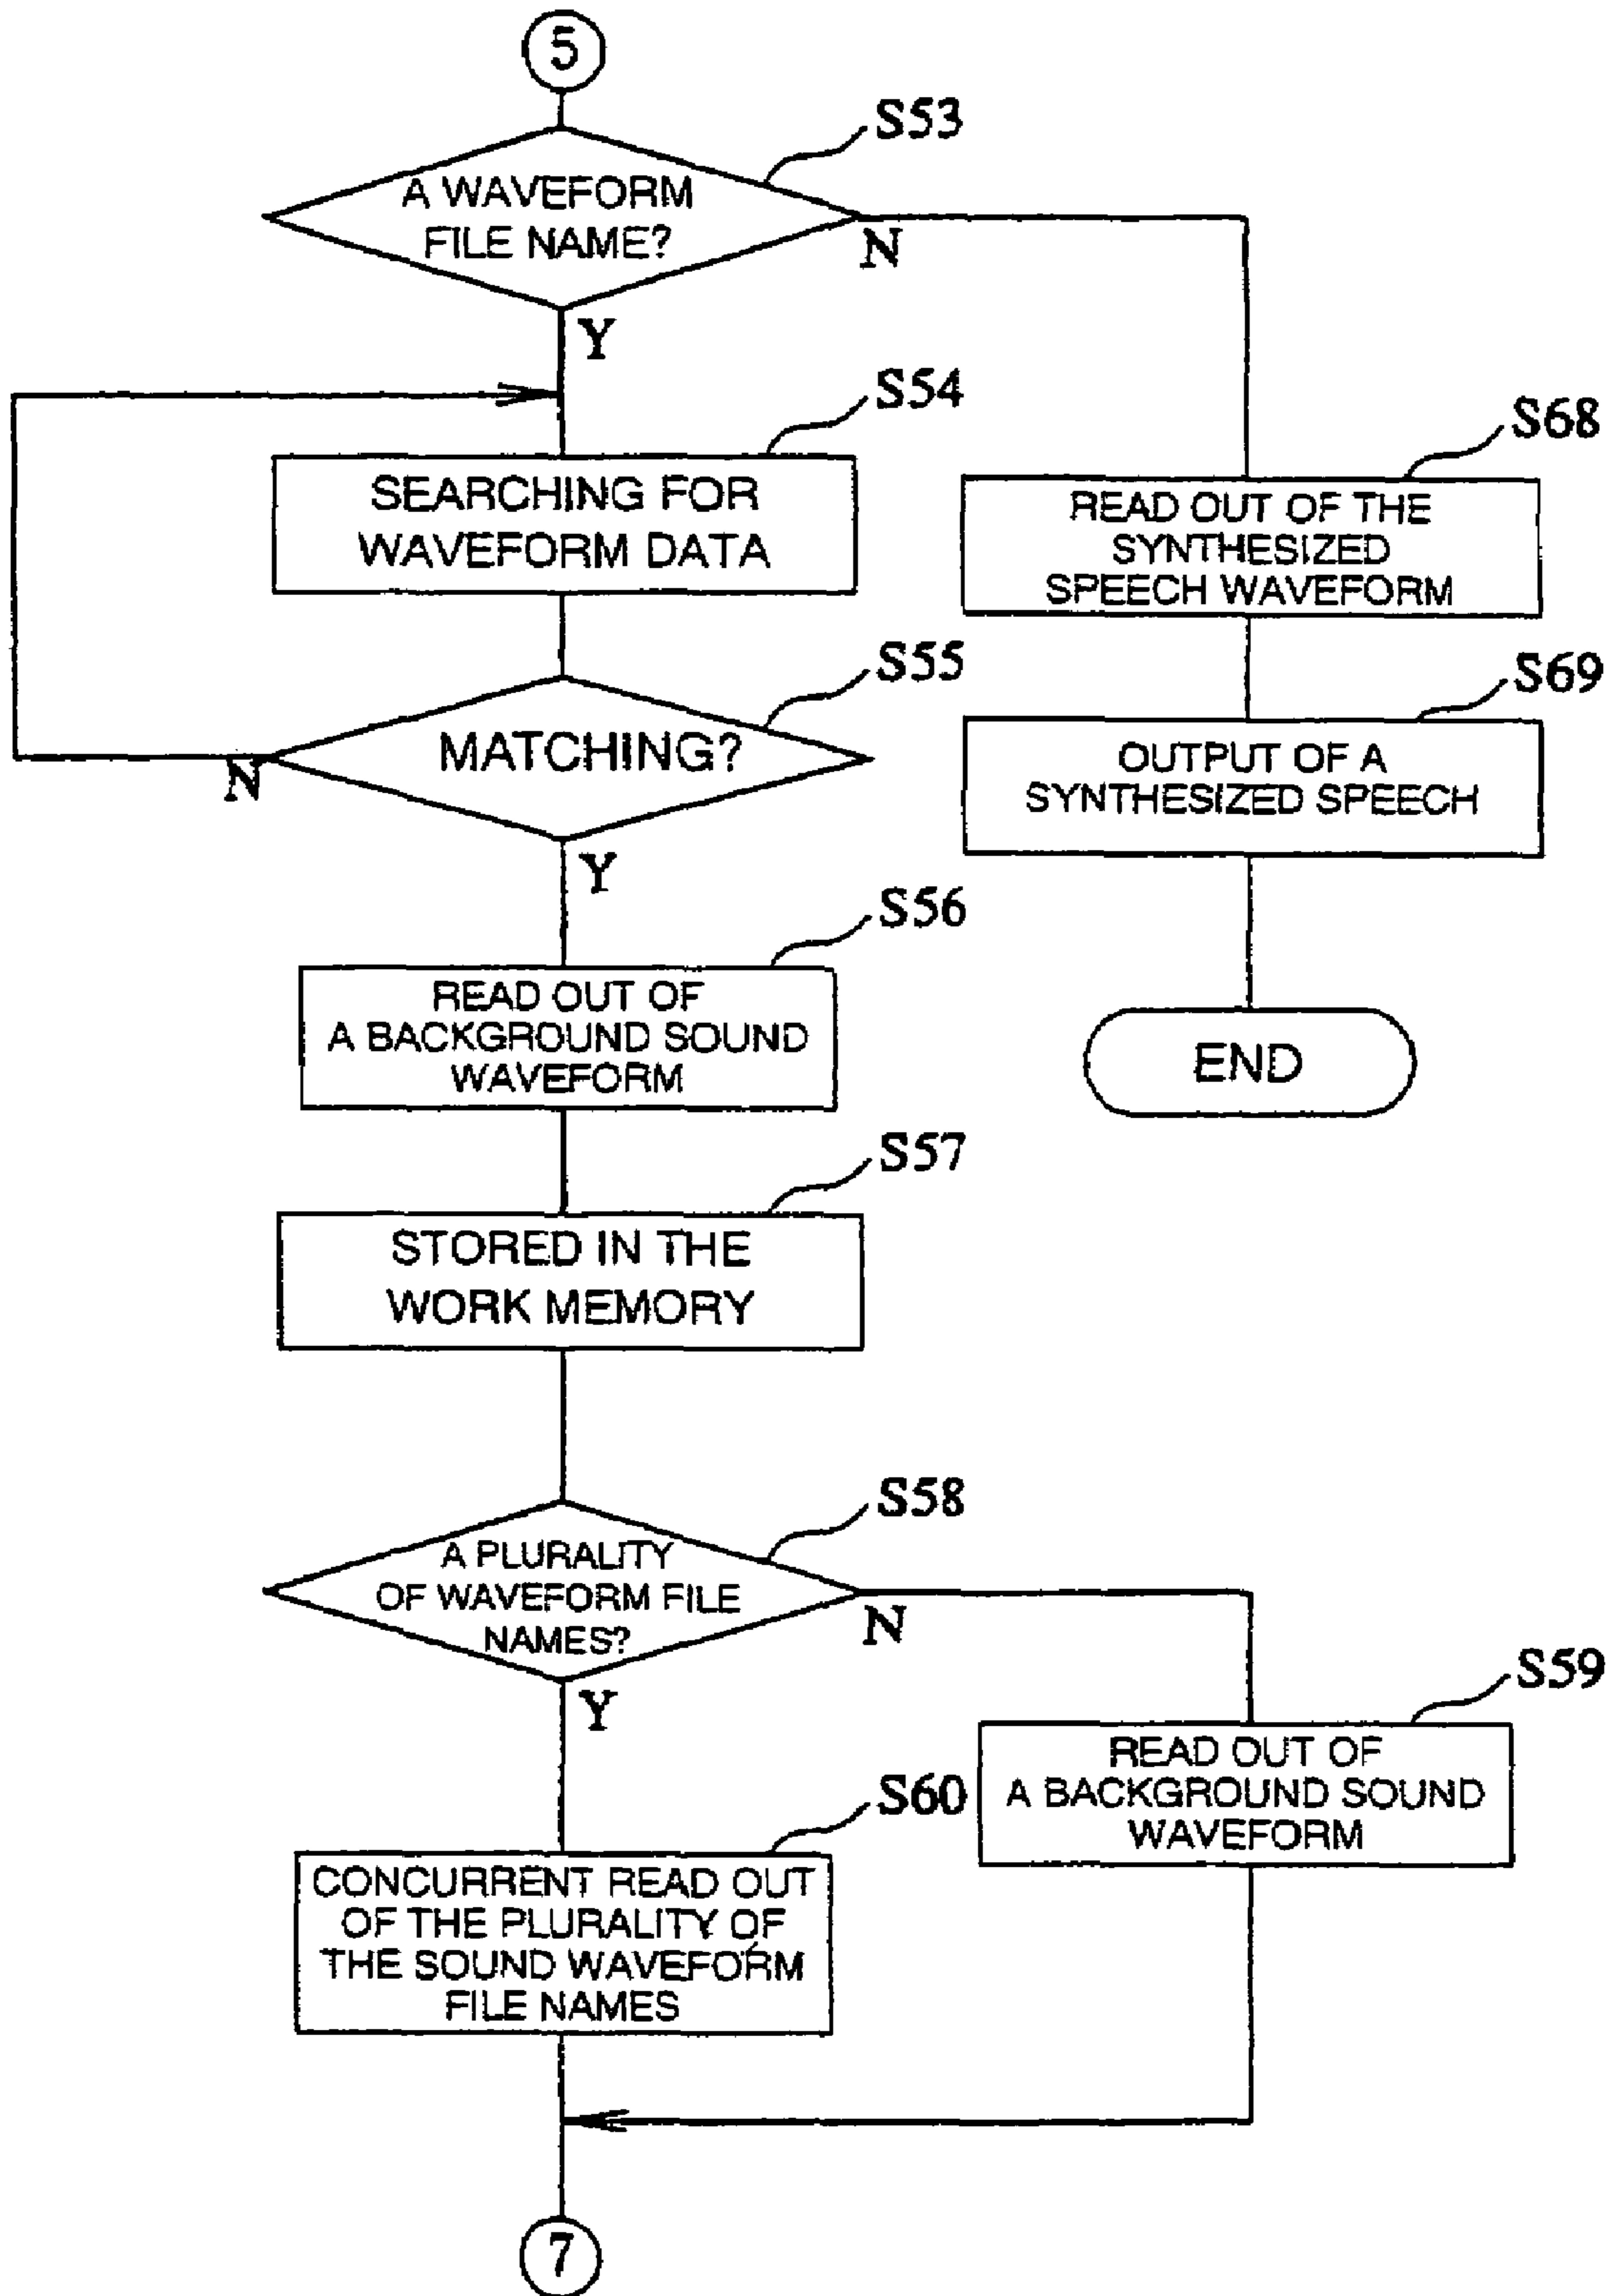 5
S53
A WAVEFORM
FILE NAME?
N
Y
S54
SEARCHING FOR
WAVEFORM DATA
S68
READ OUT OF THE
SYNTHESIZED
SPEECH WAVEFORM
S55
MATCHING?
N
Y
S69
OUTPUT OF A
SYNTHESIZED SPEECH
END
S56
READ OUT OF
A BACKGROUND SOUND
WAVEFORM
S57
STORED IN THE
WORK MEMORY
S58
A PLURALITY
OF WAVEFORM FILE
NAMES?
N
Y
S59
READ OUT OF
A BACKGROUND SOUND
WAVEFORM
S60
CONCURRENT READ OUT
OF THE PLURALITY OF
THE SOUND WAVEFORM
FILE NAMES
7